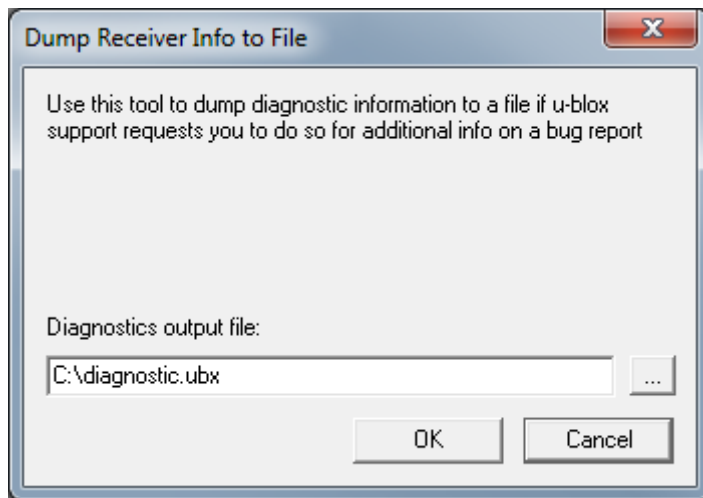 Dump Receiver Info to File
Use this tool to dump diagnostic information to a file if u-blox
support requests you to do so for additional info on a bug report
Diagnostics output file:
C:\diagnostic.ubx
...
OK
Cancel